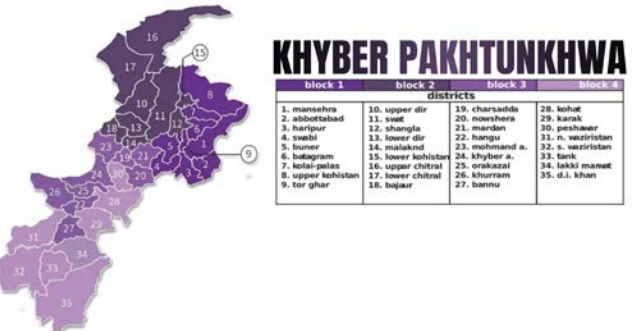 KHYBER PAKHTUNKHWA
block 1 block 2 block 3 block 4
districts
1. mansehra
2. abbottabad
3. haripur
4. swabi
5. buner
6. batagram
7. kolai-palas
8. upper kohistan
9. tor ghar
10. upper dir
11. swat
12. shangla
13. lower dir
14. malaknd
15. lower kohistan
16. uppar chitral
17. lower chitral
18. bajaur
19. charsadda
20. nowshera
21. mardan
22. hangu
23. mohmand a.
24. khyber a.
25. orakazai
26. khurram
27. bannu
28. kohat
29. karak
30. peshawar
31. n. waziristan
32. s. waziristan
33. tank
34. lakki mawat
35. d.i. khan
16
15
17
8
10
11
12
6
18
13
14
1
5
9
23
19
21
2
3
24
30
20
26
25
22
28
27
29
31
34
32
33
35